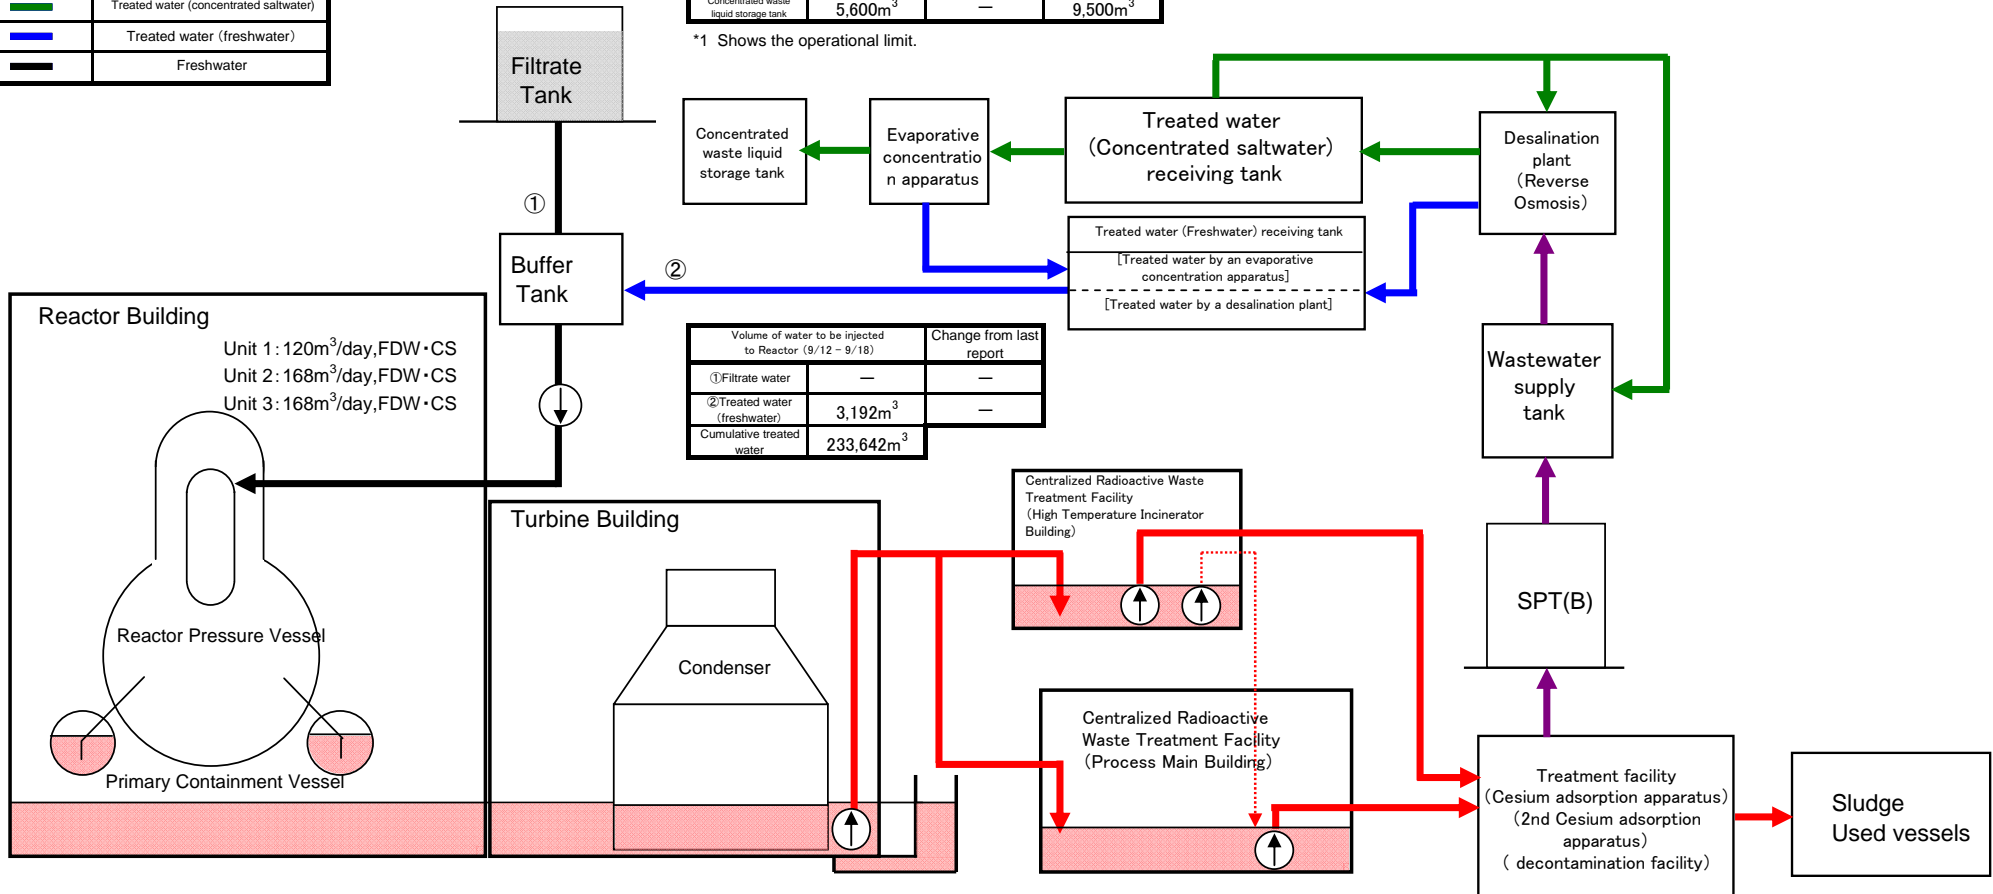 Treated water (concentrated saltwater)
Treated water (freshwater)
Freshwater
Concentrated waste
liquid storage tank
5,600m³
—
9,500m³
*1 Shows the operational limit.
Filtrate
Tank
①
Buffer
Tank
②
Concentrated
waste liquid
storage tank
Evaporative
concentratio
n apparatus
Treated water
(Concentrated saltwater)
receiving tank
Desalination
plant
(Reverse
Osmosis)
Treated water (Freshwater) receiving tank
[Treated water by an evaporative
concentration apparatus]
[Treated water by a desalination plant]
Reactor Building
Unit 1:120m³/day,FDW・CS
Unit 2:168m³/day,FDW・CS
Unit 3:168m³/day,FDW・CS
Volume of water to be injected
to Reactor (9/12 - 9/18)
Change from last
report
①Filtrate water
—
—
②Treated water
(freshwater)
3,192m³
—
Cumulative treated
water
233,642m³
Wastewater
supply
tank
Turbine Building
Condenser
Reactor Pressure Vessel
Primary Containment Vessel
Centralized Radioactive Waste
Treatment Facility
(High Temperature Incinerator
Building)
SPT(B)
Centralized Radioactive
Waste Treatment Facility
(Process Main Building)
Treatment facility
(Cesium adsorption apparatus)
(2nd Cesium adsorption
apparatus)
( decontamination facility)
Sludge
Used vessels